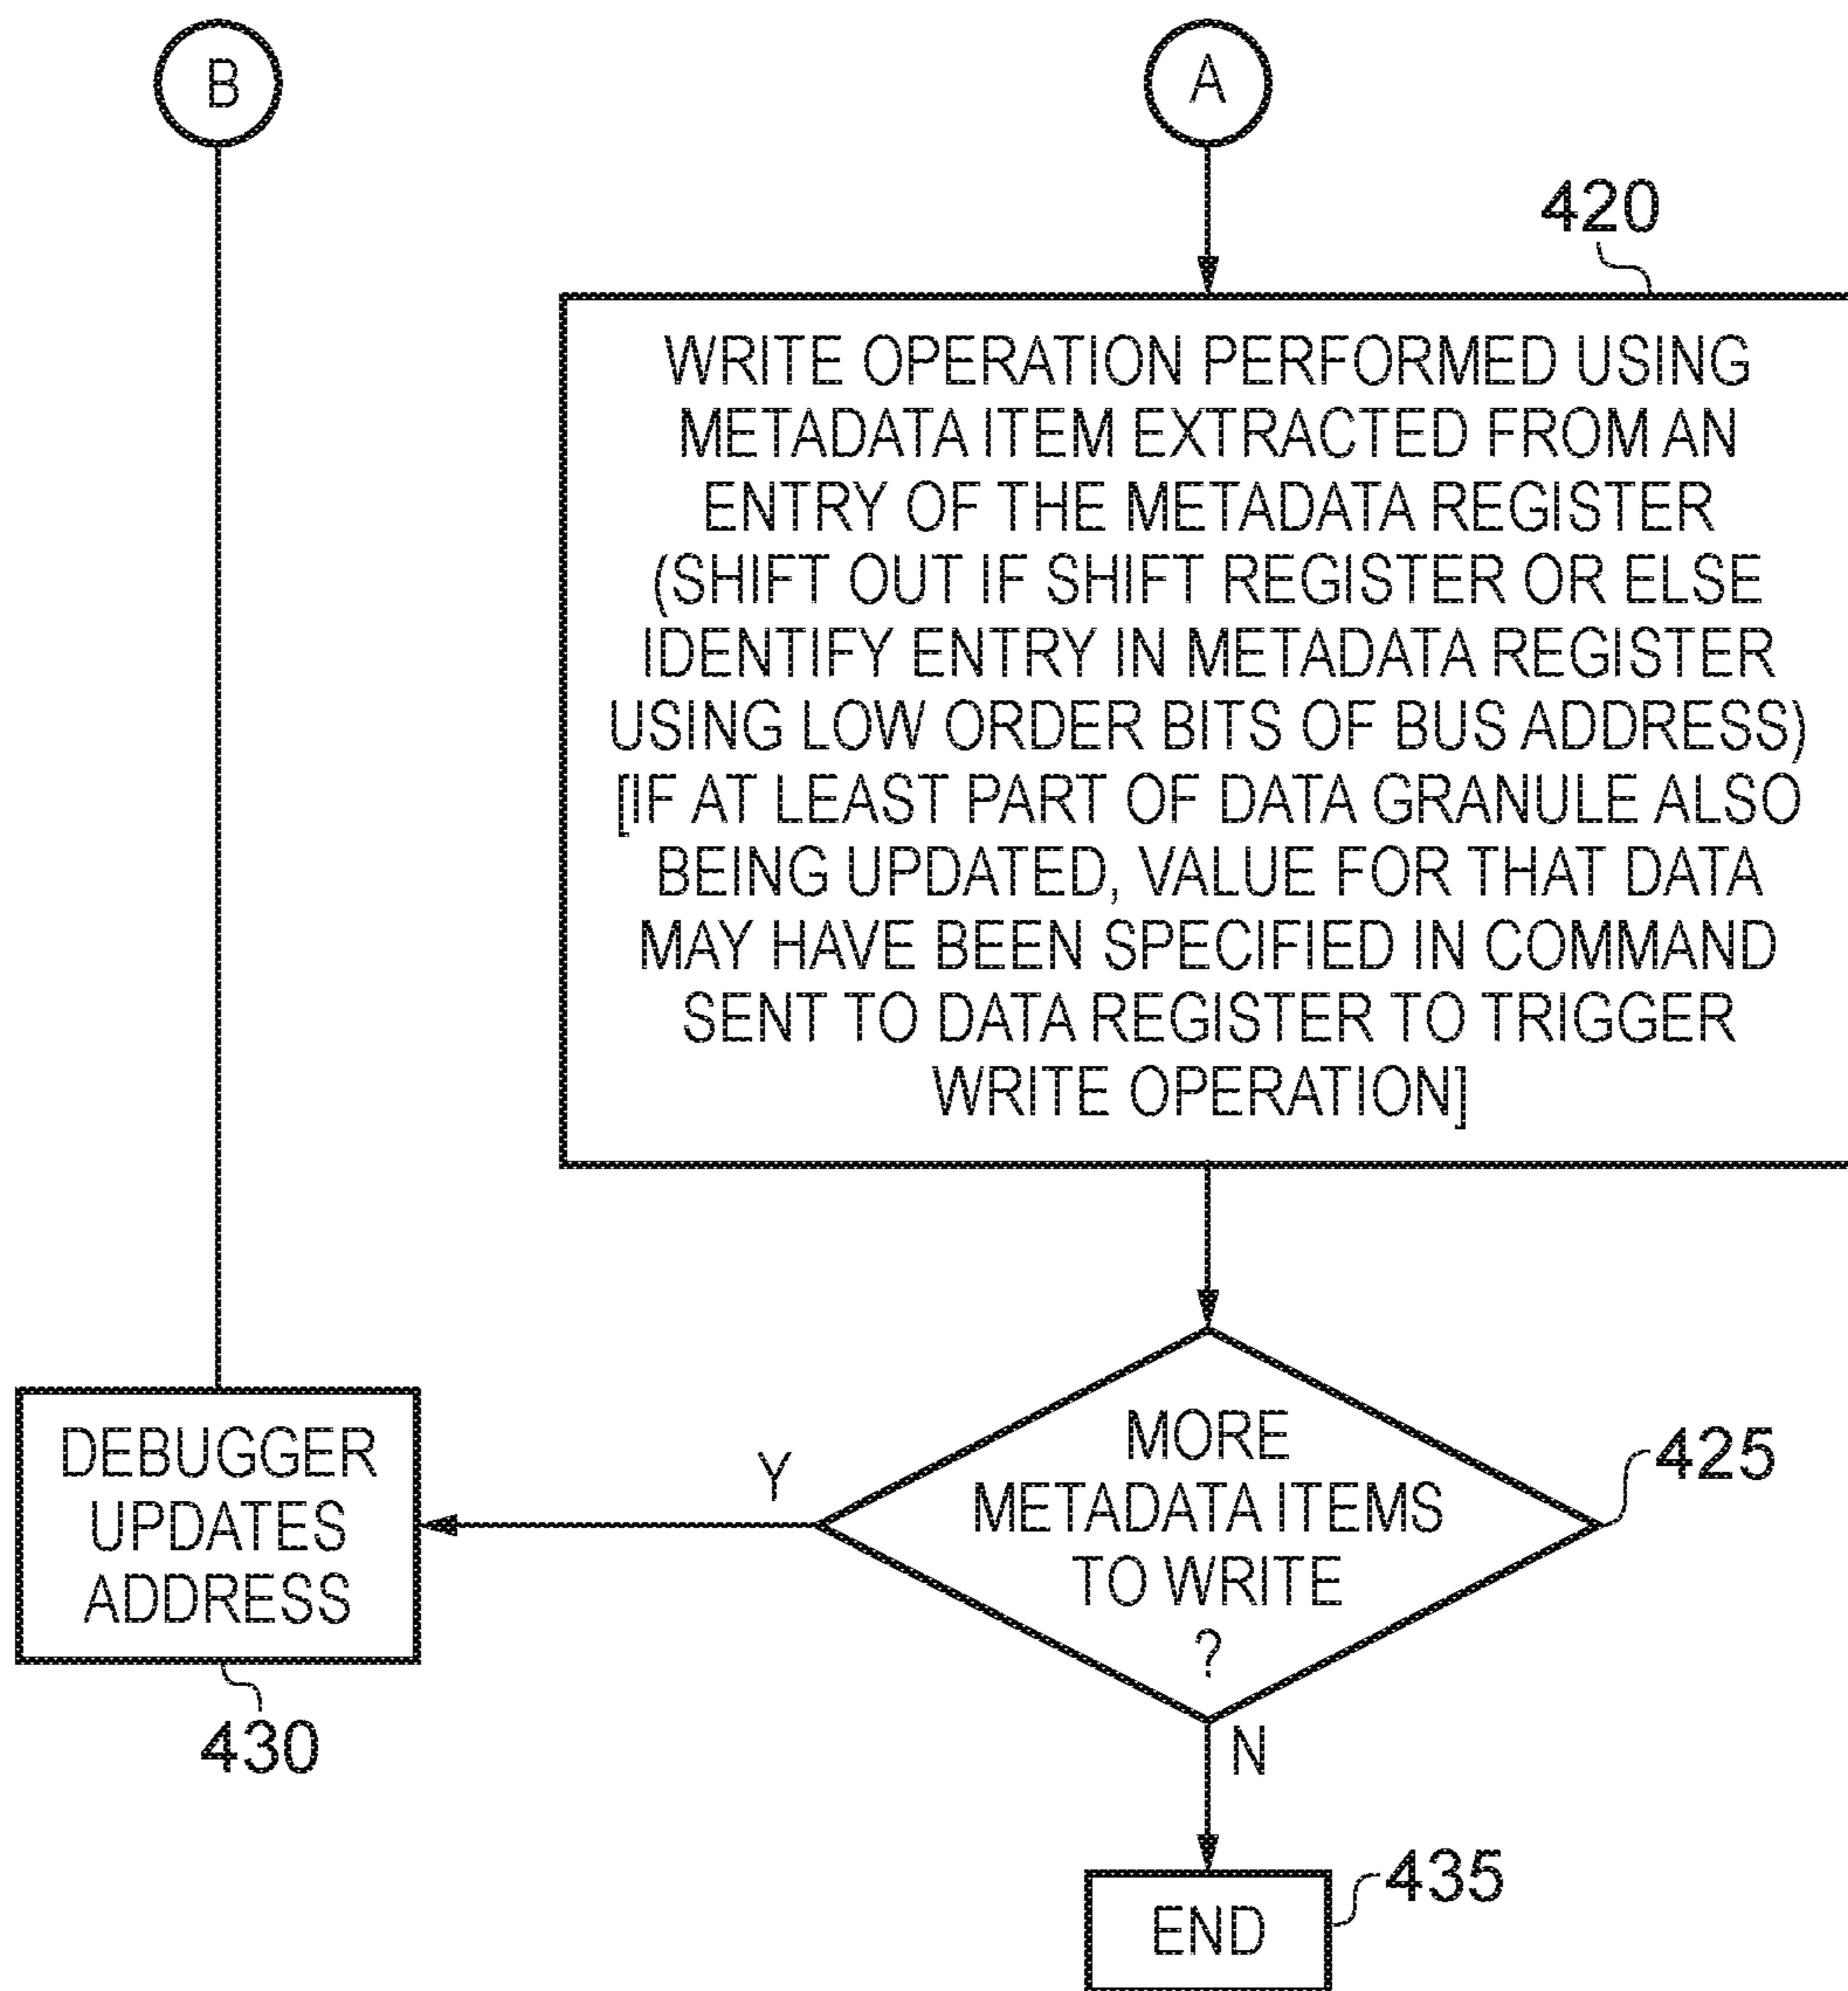 B
A
420
WRITE OPERATION PERFORMED USING
METADATA ITEM EXTRACTED FROM AN
ENTRY OF THE METADATA REGISTER
(SHIFT OUT IF SHIFT REGISTER OR ELSE
IDENTIFY ENTRY IN METADATA REGISTER
USING LOW ORDER BITS OF BUS ADDRESS)
[IF AT LEAST PART OF DATA GRANULE ALSO
BEING UPDATED, VALUE FOR THAT DATA
MAY HAVE BEEN SPECIFIED IN COMMAND
SENT TO DATA REGISTER TO TRIGGER
WRITE OPERATION]
DEBUGGER
UPDATES
ADDRESS
430
Y
MORE
METADATA ITEMS
TO WRITE
?
425
N
END
435